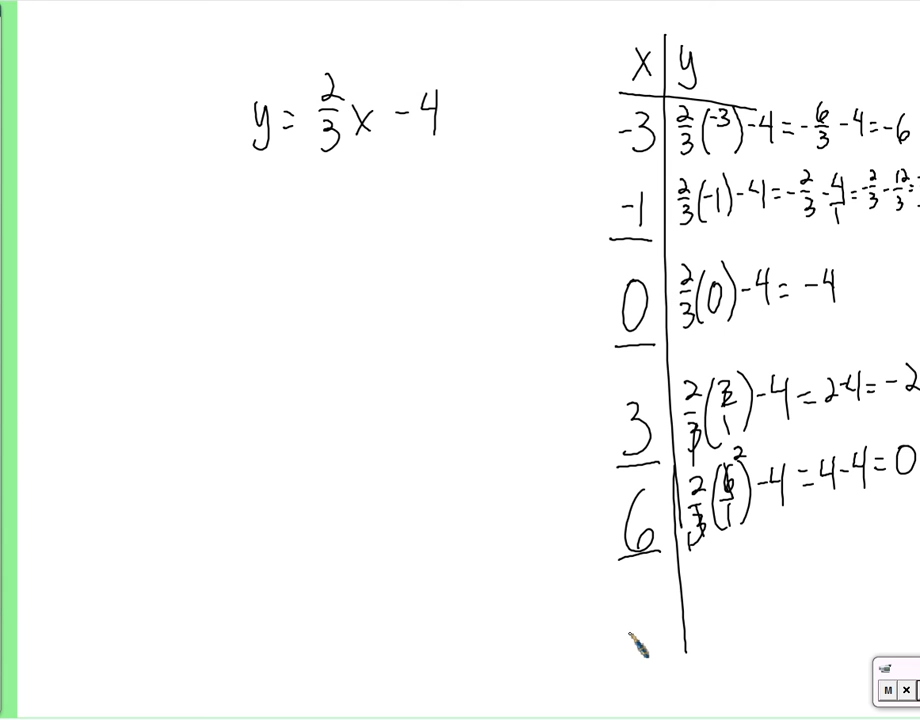 y = 2/3 x - 4
x | y
-3 | 2/3 (-3) - 4 = - 6/3 - 4 = -6
-1 | 2/3 (-1) - 4 = - 2/3 - 4/1 = - 2/3 - 12/3 =
0 | 2/3 (0) - 4 = -4
3 | 2/3 (3/1) - 4 = 2 - 4 = -2
6 | 2/3 (6/1) 2 - 4 = 4 - 4 = 0
M X